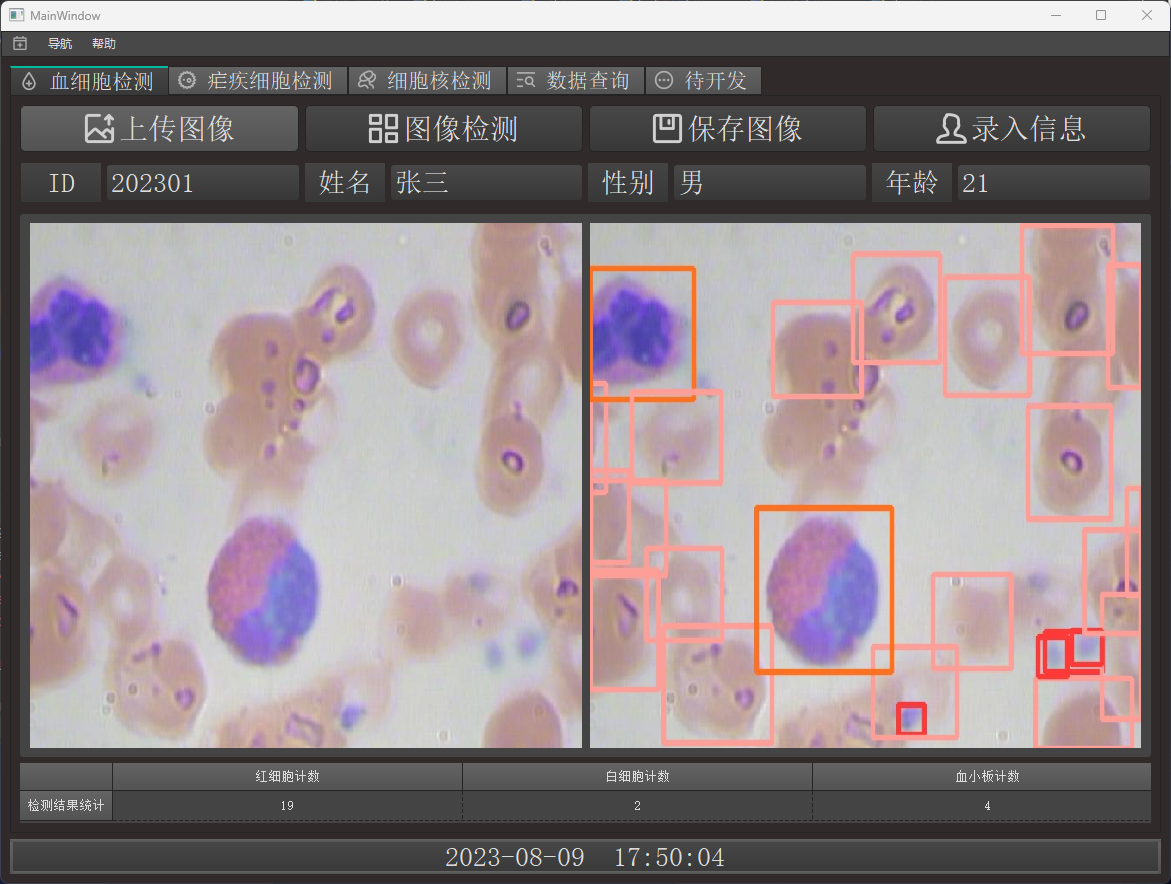 MainWindow
导航 帮助
血细胞检测 疟疾细胞检测 细胞核检测 数据查询 待开发
上传图像 图像检测 保存图像 录入信息
ID 202301 姓名 张三 性别 男 年龄 21
红细胞计数 白细胞计数 血小板计数
检测结果统计 19 2 4
2023-08-09 17:50:04